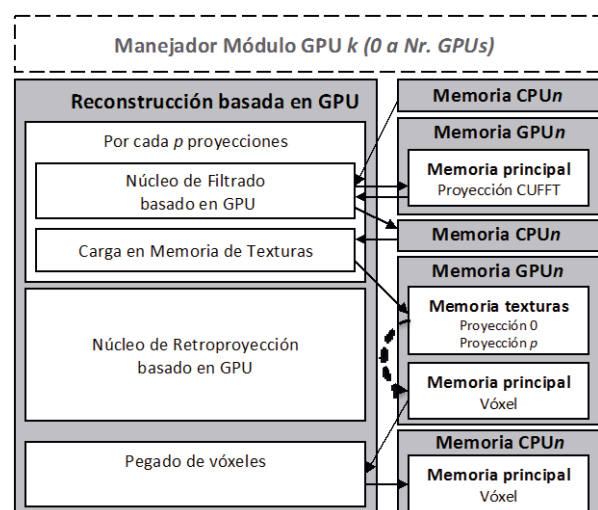 Manejador Módulo GPU k (0 a Nr. GPUs)
Reconstrucción basada en GPU
Por cada p proyecciones
Núcleo de Filtrado
basado en GPU
Carga en Memoria de Texturas
Núcleo de Retroproyección
basado en GPU
Pegado de vóxeles
Memoria CPUn
Memoria GPUn
Memoria principal
Proyección CUFFT
Memoria CPUn
Memoria GPUn
Memoria texturas
Proyección 0
Proyección p
Memoria principal
Vóxel
Memoria CPUn
Memoria principal
Vóxel